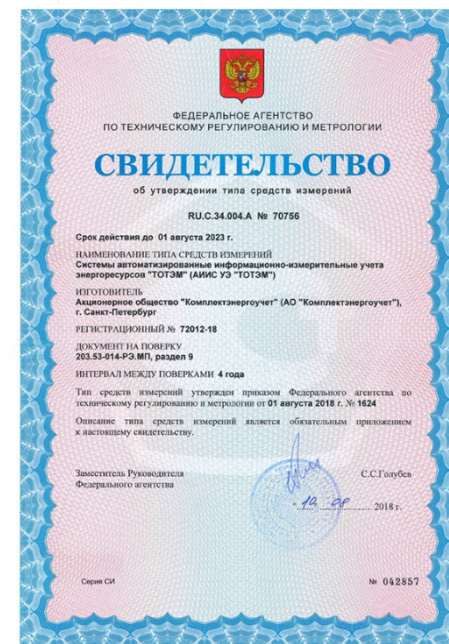 ФЕДЕРАЛЬНОЕ АГЕНТСТВО
ПО ТЕХНИЧЕСКОМУ РЕГУЛИРОВАНИЮ И МЕТРОЛОГИИ
СВИДЕТЕЛЬСТВО
об утверждении типа средств измерений
RU.C.34.004.A № 70756
Срок действия до 01 августа 2023 г.
НАИМЕНОВАНИЕ ТИПА СРЕДСТВ ИЗМЕРЕНИЙ
Системы автоматизированные информационно-измерительные учета
энергоресурсов "ТОТЭМ" (АИИС УЭ "ТОТЭМ")
ИЗГОТОВИТЕЛЬ
Акционерное общество "Комплектэнергоучет" (АО "Комплектэнергоучет"),
г. Санкт-Петербург
РЕГИСТРАЦИОННЫЙ № 72012-18
ДОКУМЕНТ НА ПОВЕРКУ
203.53-014-РЭ.МП, раздел 9
ИНТЕРВАЛ МЕЖДУ ПОВЕРКАМИ 4 года
Тип средств измерений утвержден приказом Федерального агентства по
техническому регулированию и метрологии от 01 августа 2018 г. № 1624
Описание типа средств измерений является обязательным приложением
к настоящему свидетельству.
Заместитель Руководителя С.С.Голубев
Федерального агентства
10 08 2018 г.
Серия СИ № 042857